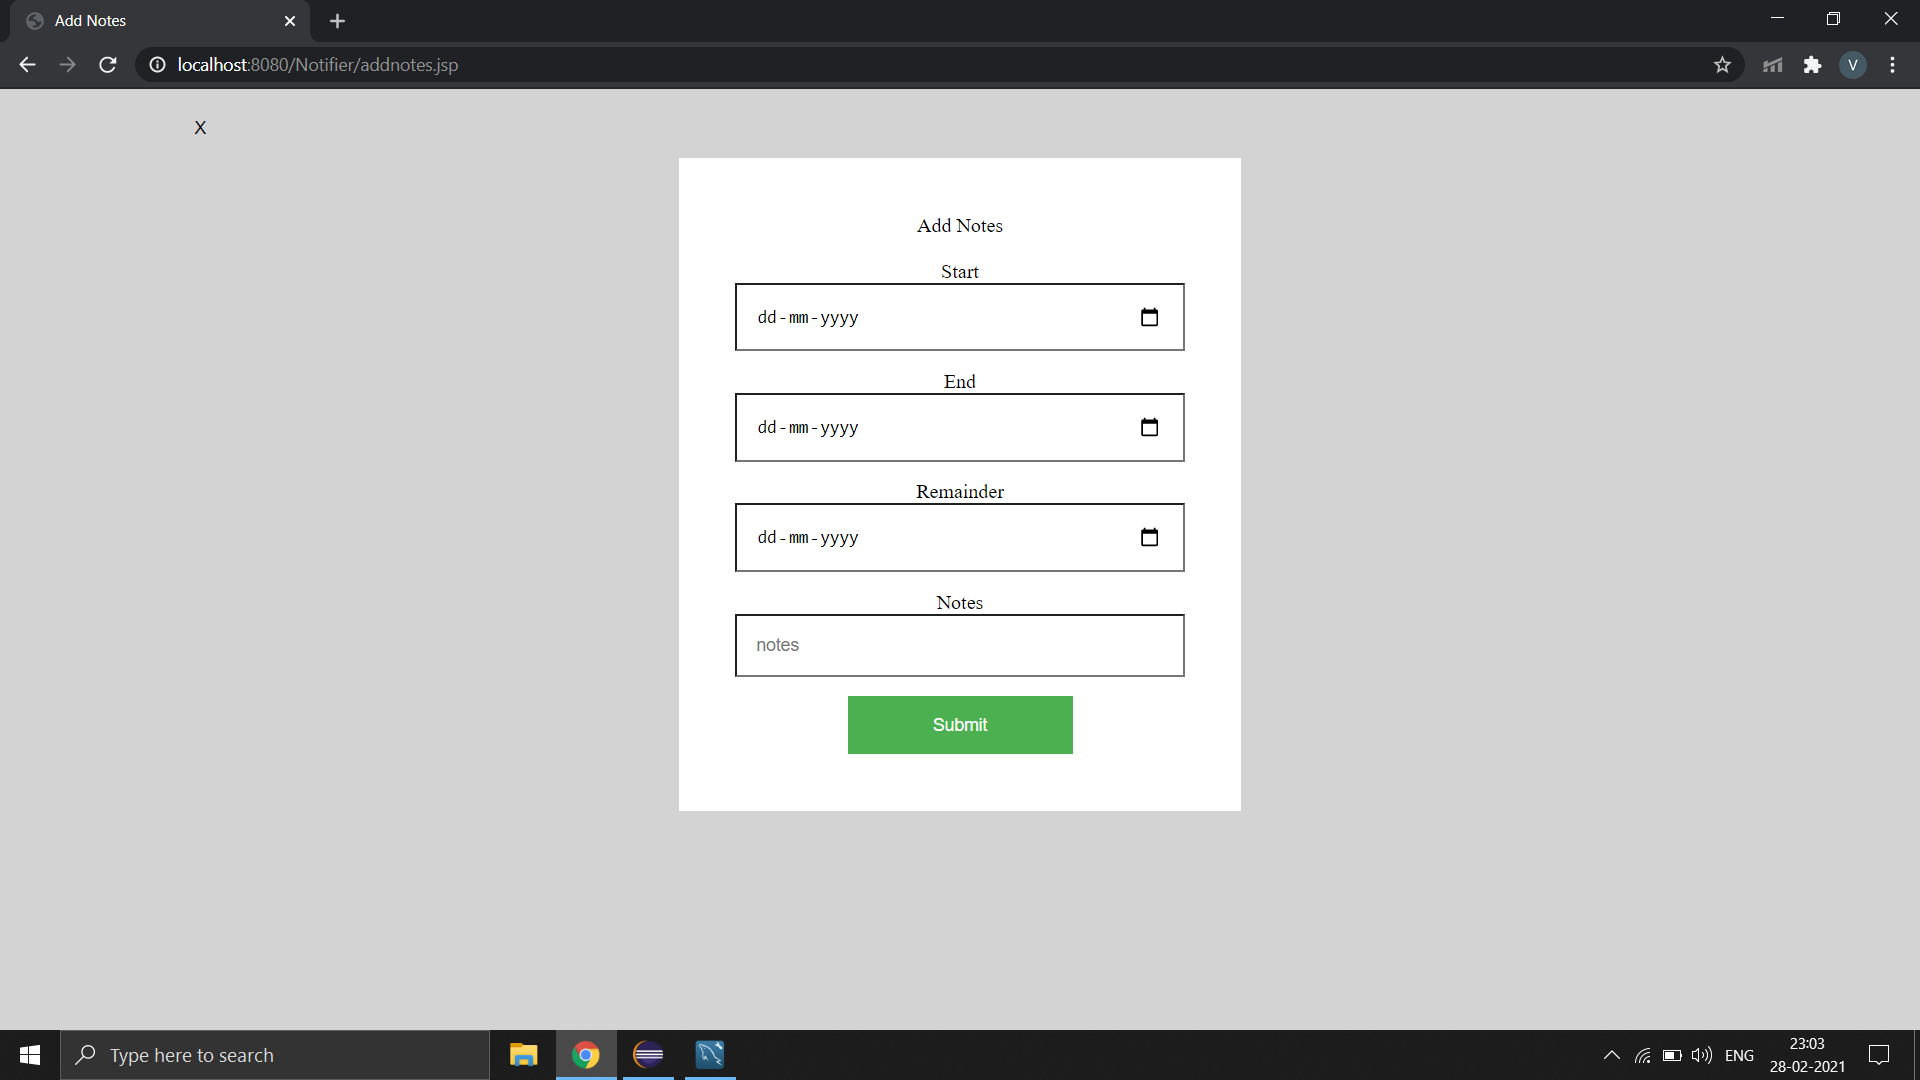 Add Notes
localhost:8080/Notifier/addnotes.jsp
V
X
Add Notes
Start
dd-mm-yyyy
End
dd-mm-yyyy
Remainder
dd-mm-yyyy
Notes
notes
Submit
Type here to search
ENG
23:03
28-02-2021